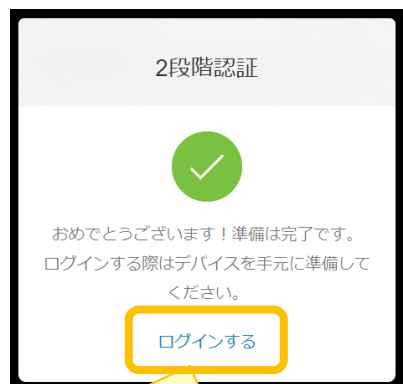 2段階認証
おめでとうございます！準備は完了です。
ログインする際はデバイスを手元に準備して
ください。
ログインする